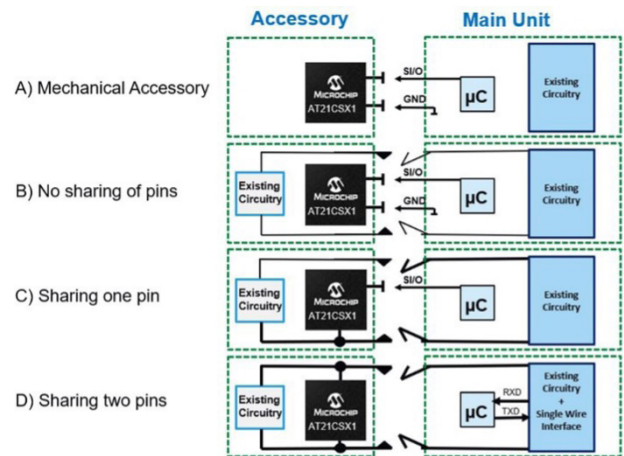 Accessory
Main Unit
A) Mechanical Accessory
MICROCHIP
AT21CSX1
SI/O
GND
µC
Existing
Circuitry
B) No sharing of pins
Existing
Circuitry
MICROCHIP
AT21CSX1
SI/O
GND
µC
Existing
Circuitry
C) Sharing one pin
Existing
Circuitry
MICROCHIP
AT21CSX1
SI/O
µC
Existing
Circuitry
D) Sharing two pins
Existing
Circuitry
MICROCHIP
AT21CSX1
µC
RXD
TXD
Existing
Circuitry
+
Single Wire
Interface